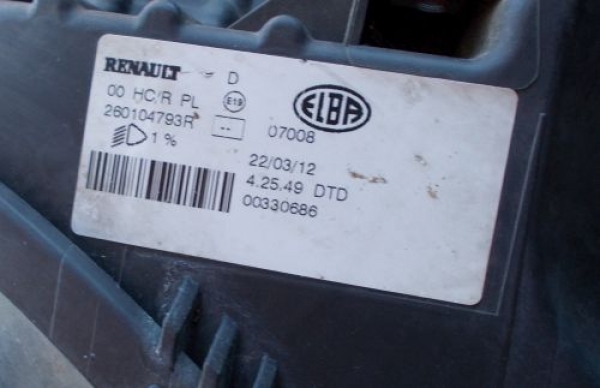 RENAULT D
00 HC/R PL E19 ELBA
260104793R -- 07008
1 % 22/03/12
4.25.49 DTD
00330686